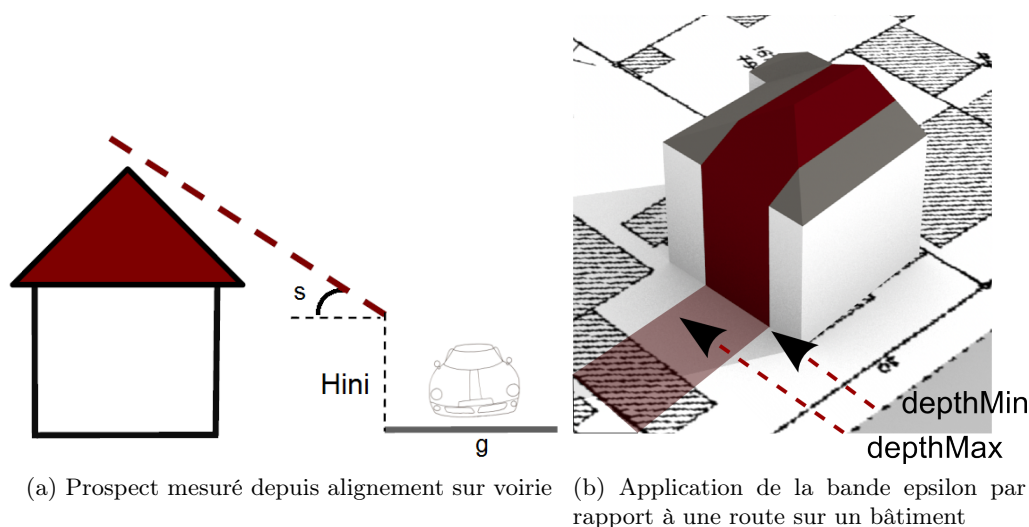 s
Hini
g
depthMin
depthMax
(a) Prospect mesuré depuis alignement sur voirie
(b) Application de la bande epsilon par
rapport à une route sur un bâtiment